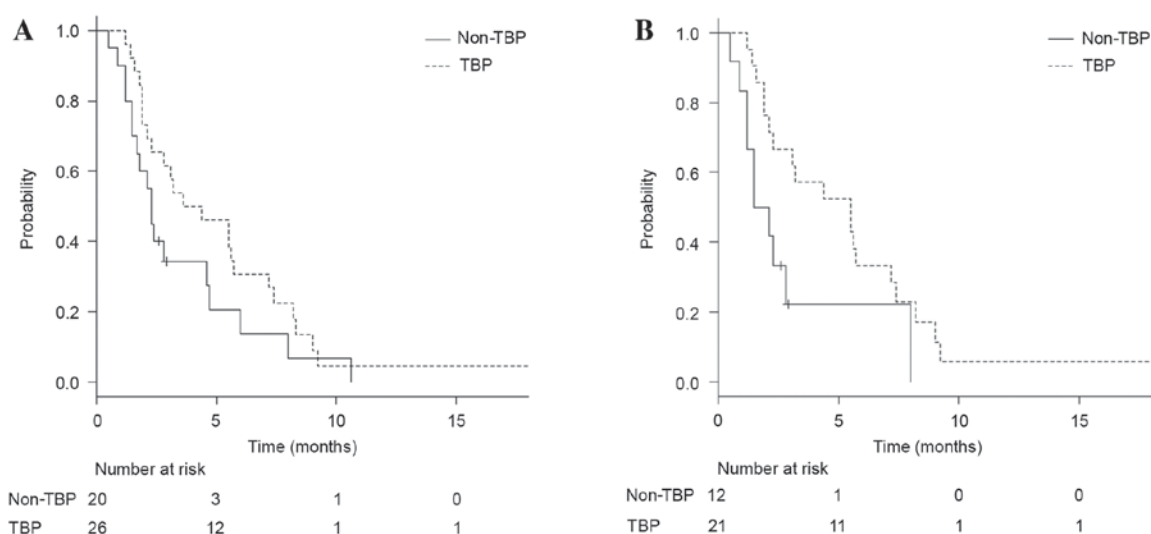 A
Non-TBP
TBP
1.0
0.8
0.6
0.4
0.2
0.0
Probability
0 5 10 15
Time (months)
Number at risk
Non-TBP 20 3 1 0
TBP 26 12 1 1
B
Non-TBP
TBP
1.0
0.8
0.6
0.4
0.2
0.0
Probability
0 5 10 15
Time (months)
Number at risk
Non-TBP 12 1 0 0
TBP 21 11 1 1